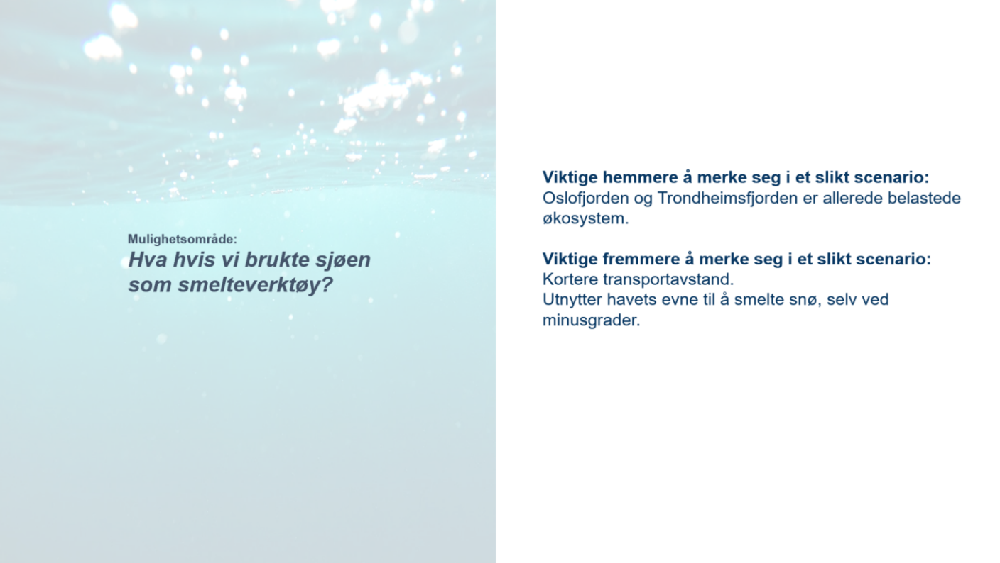 Mulighetsområde:
Hva hvis vi brukte sjøen
som smelteverktøy?
Viktige hemmere å merke seg i et slikt scenario:
Oslofjorden og Trondheimsfjorden er allerede belastede
økosystem.
Viktige fremmere å merke seg i et slikt scenario:
Kortere transportavstand.
Utnytter havets evne til å smelte snø, selv ved
minusgrader.